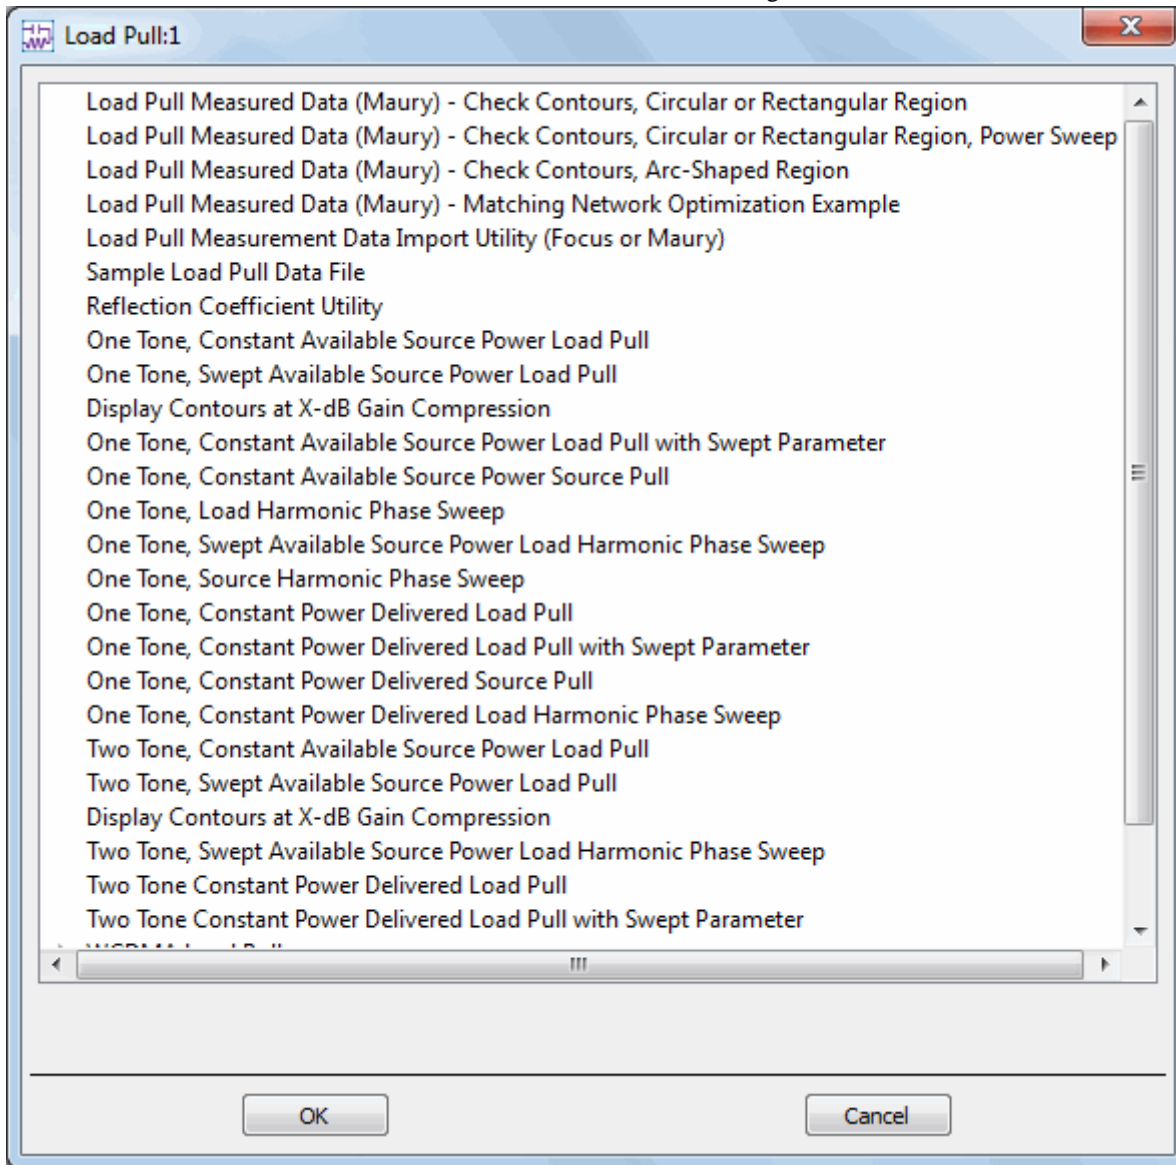 Load Pull:1
Load Pull Measured Data (Maury) - Check Contours, Circular or Rectangular Region
Load Pull Measured Data (Maury) - Check Contours, Circular or Rectangular Region, Power Sweep
Load Pull Measured Data (Maury) - Check Contours, Arc-Shaped Region
Load Pull Measured Data (Maury) - Matching Network Optimization Example
Load Pull Measurement Data Import Utility (Focus or Maury)
Sample Load Pull Data File
Reflection Coefficient Utility
One Tone, Constant Available Source Power Load Pull
One Tone, Swept Available Source Power Load Pull
Display Contours at X-dB Gain Compression
One Tone, Constant Available Source Power Load Pull with Swept Parameter
One Tone, Constant Available Source Power Source Pull
One Tone, Load Harmonic Phase Sweep
One Tone, Swept Available Source Power Load Harmonic Phase Sweep
One Tone, Source Harmonic Phase Sweep
One Tone, Constant Power Delivered Load Pull
One Tone, Constant Power Delivered Load Pull with Swept Parameter
One Tone, Constant Power Delivered Source Pull
One Tone, Constant Power Delivered Load Harmonic Phase Sweep
Two Tone, Constant Available Source Power Load Pull
Two Tone, Swept Available Source Power Load Pull
Display Contours at X-dB Gain Compression
Two Tone, Swept Available Source Power Load Harmonic Phase Sweep
Two Tone Constant Power Delivered Load Pull
Two Tone Constant Power Delivered Load Pull with Swept Parameter
OK
Cancel